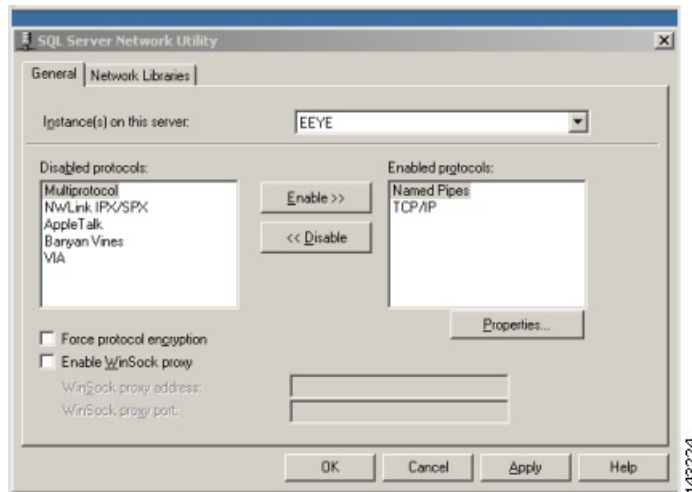 SQL Server Network Utility
General Network Libraries
Instance(s) on this server: EEYE
Disabled protocols:
Multiprotocol
NWLink IPX/SPX
AppleTalk
Banyan Vines
VIA
Enable >>
<< Disable
Enabled protocols:
Named Pipes
TCP/IP
Properties...
Force protocol encryption
Enable WinSock proxy
WinSock proxy address:
WinSock proxy port:
OK Cancel Apply Help
143224